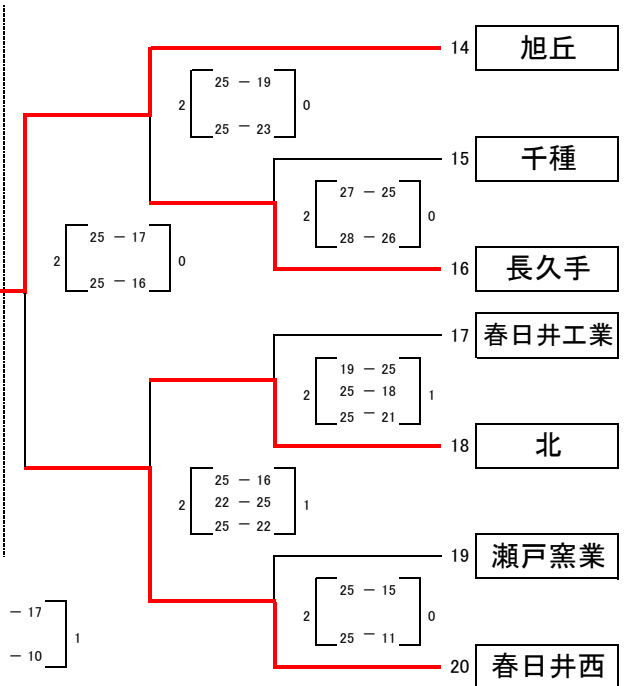 14 旭丘
25 － 19
2 0
25 － 23
15 千種
27 － 25
2 0
28 － 26
25 － 17
2 0
25 － 16
16 長久手
17 春日井工業
19 － 25
2 25 － 18 1
25 － 21
18 北
25 － 16
2 22 － 25 1
25 － 22
19 瀬戸窯業
25 － 15
2 0
25 － 11
－ 17
1
－ 10
20 春日井西